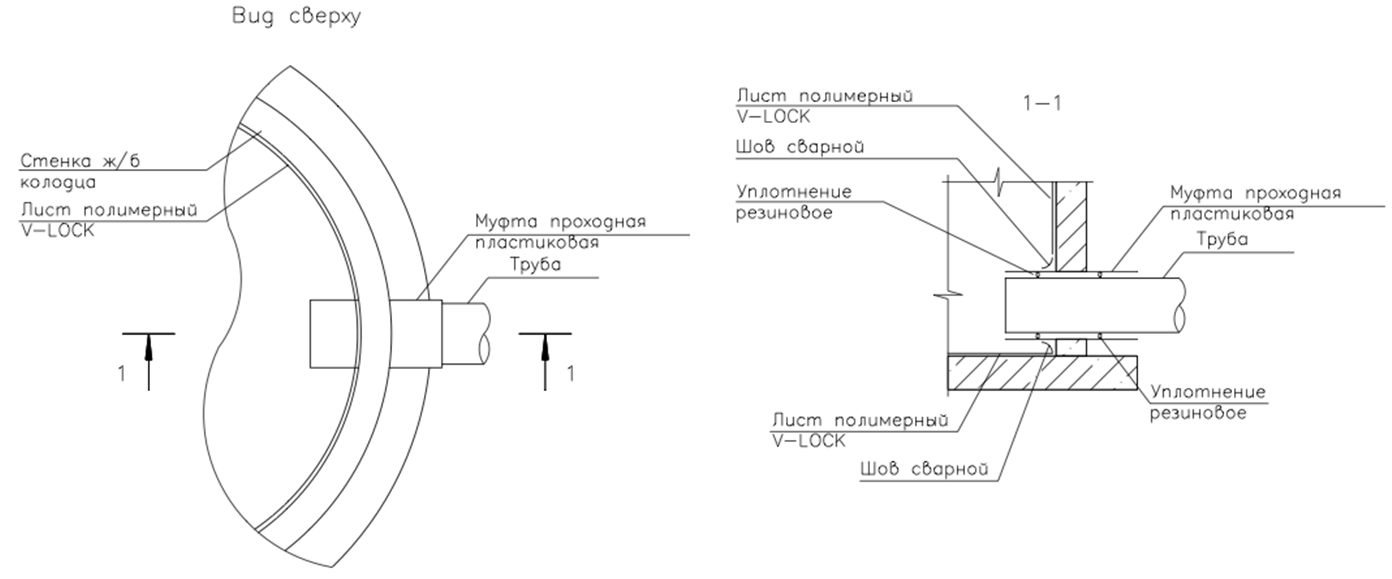 Вид сверху
Стенка ж/б
колодца
Лист полимерный
V-LOCK
Муфта проходная
пластиковая
Труба
1
1
1-1
Лист полимерный
V-LOCK
Шов сварной
Уплотнение
резиновое
Муфта проходная
пластиковая
Труба
Уплотнение
резиновое
Лист полимерный
V-LOCK
Шов сварной